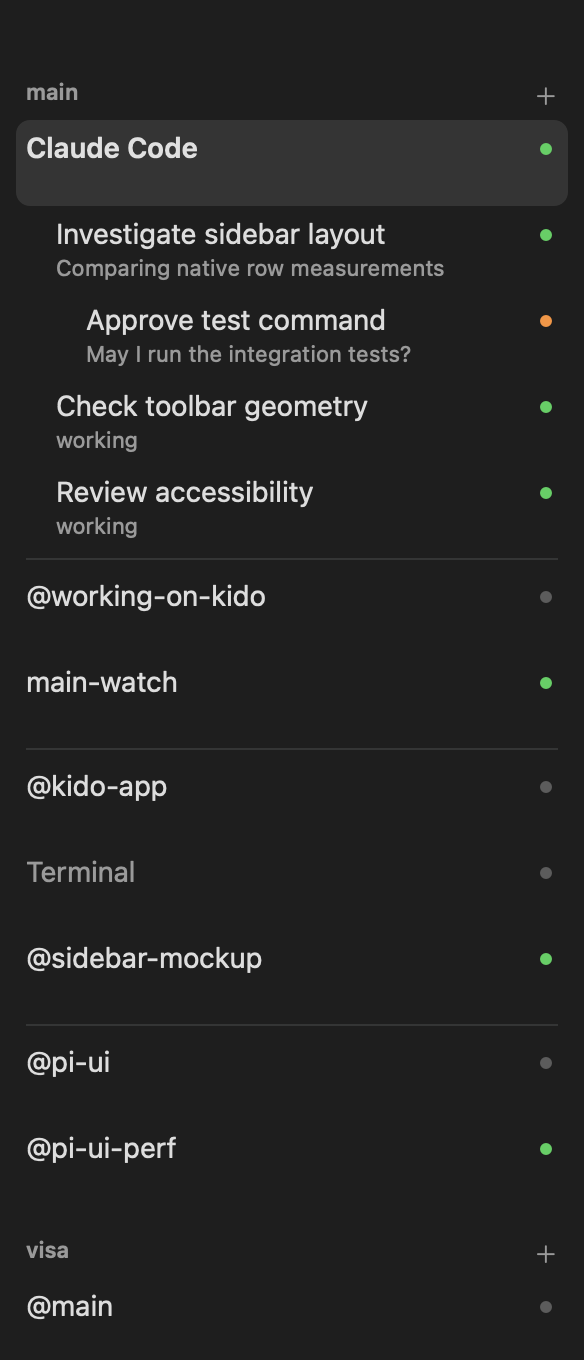 main
Claude Code
Investigate sidebar layout
Comparing native row measurements
Approve test command
May I run the integration tests?
Check toolbar geometry
working
Review accessibility
working
@working-on-kido
main-watch
@kido-app
Terminal
@sidebar-mockup
@pi-ui
@pi-ui-perf
visa
@main